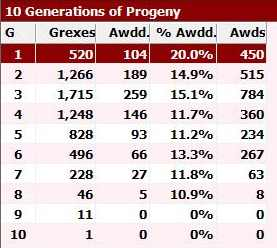 10 Generations of Progeny
G Grexes Awdd. % Awdd. Awds
1 520 104 20.0% 450
2 1,266 189 14.9% 515
3 1,715 259 15.1% 784
4 1,248 146 11.7% 360
5 828 93 11.2% 234
6 496 66 13.3% 267
7 228 27 11.8% 63
8 46 5 10.9% 8
9 11 0 0% 0
10 1 0 0% 0